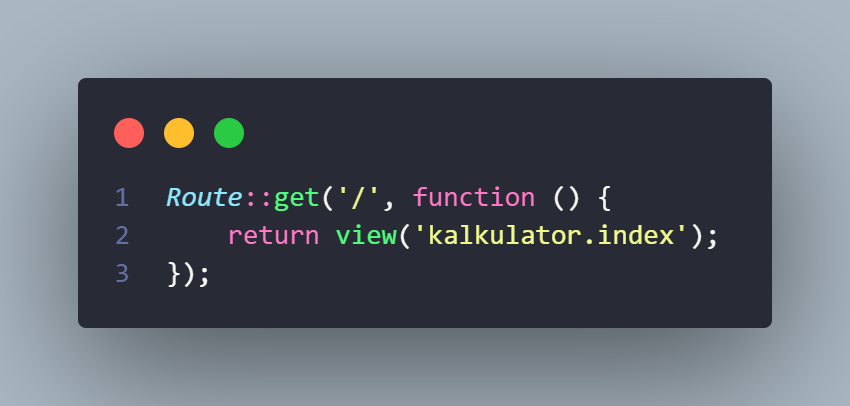 1 Route::get('/', function () {
2     return view('kalkulator.index');
3 });